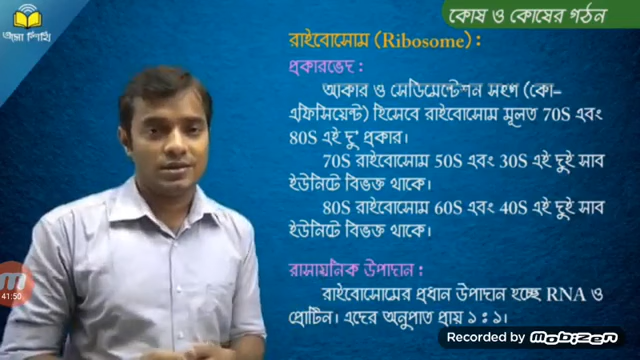 কোষ ও কোষের গঠন
এসো শিখি
রাইবোসোম (Ribosome) :
প্রকারভেদ :
আকার ও সেডিমেন্টেশন সহগ (কো-
এফিসিয়েন্ট) হিসেবে রাইবোসোম মূলত 70S এবং
80S এই দু’ প্রকার।
70S রাইবোসোম 50S এবং 30S এই দুই সাব
ইউনিটে বিভক্ত থাকে।
80S রাইবোসোম 60S এবং 40S এই দুই সাব
ইউনিটে বিভক্ত থাকে।
রাসায়নিক উপাদান :
রাইবোসোমের প্রধান উপাদান হচ্ছে RNA ও
প্রোটিন। এদের অনুপাত প্রায় ১ : ১।
41:50
Recorded by mobizen